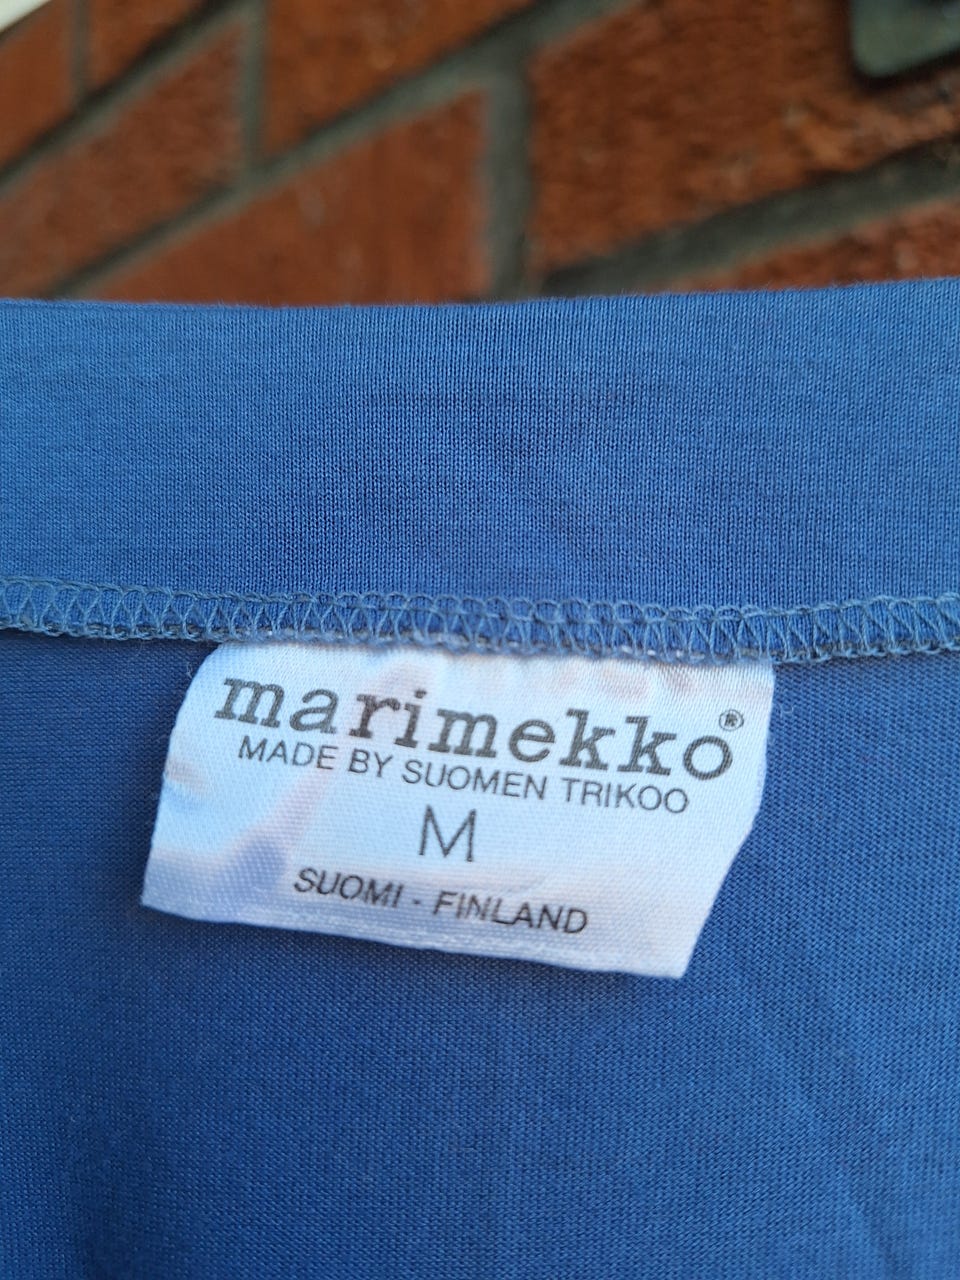 marimekko®
MADE BY SUOMEN TRIKOO
M
SUOMI - FINLAND